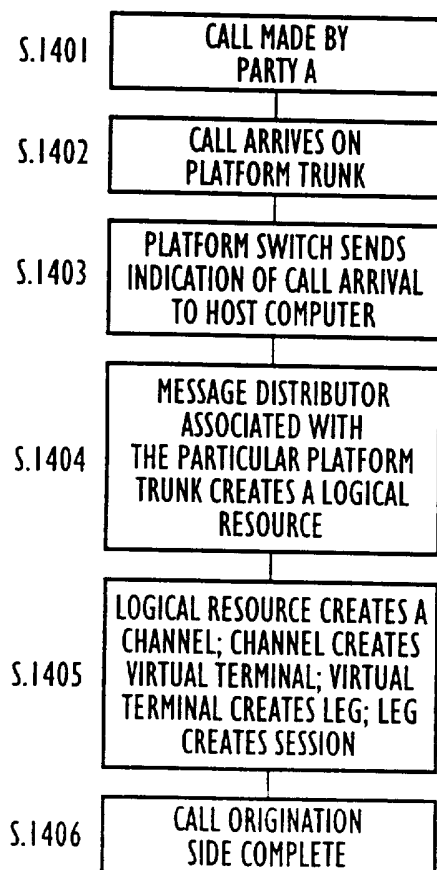 S.1401
CALL MADE BY
PARTY A
S.1402
CALL ARRIVES ON
PLATFORM TRUNK
S.1403
PLATFORM SWITCH SENDS
INDICATION OF CALL ARRIVAL
TO HOST COMPUTER
S.1404
MESSAGE DISTRIBUTOR
ASSOCIATED WITH
THE PARTICULAR PLATFORM
TRUNK CREATES A LOGICAL
RESOURCE
S.1405
LOGICAL RESOURCE CREATES A
CHANNEL; CHANNEL CREATES
VIRTUAL TERMINAL; VIRTUAL
TERMINAL CREATES LEG; LEG
CREATES SESSION
S.1406
CALL ORIGINATION
SIDE COMPLETE